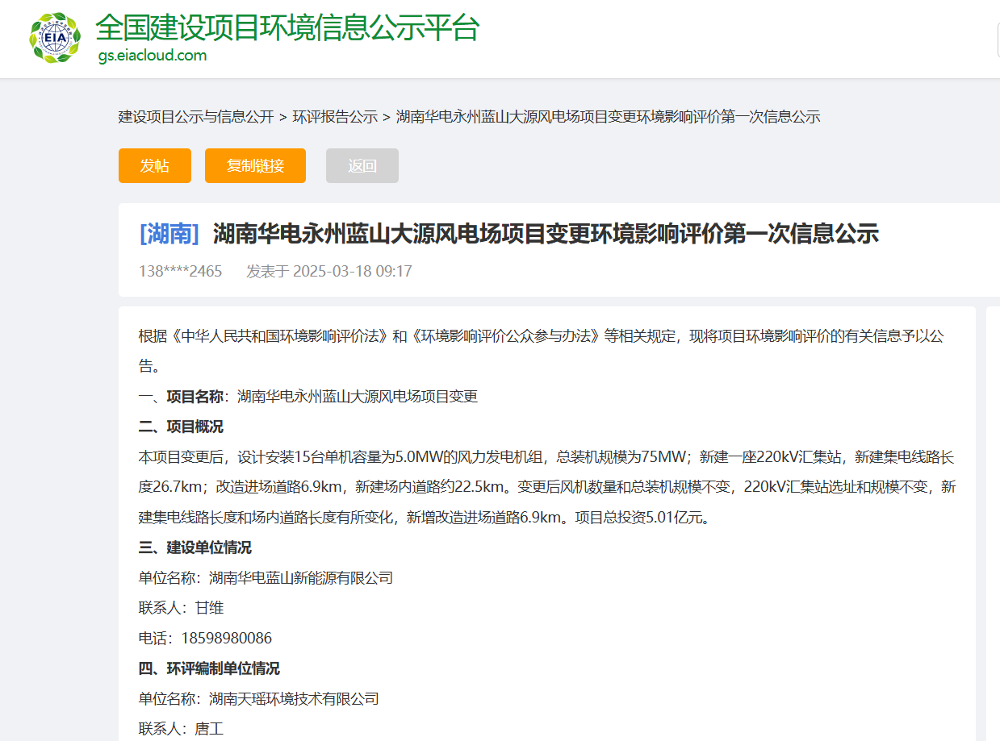 EIA
全国建设项目环境信息公示平台
gs.eiacloud.com
建设项目公示与信息公开 > 环评报告公示 > 湖南华电永州蓝山大源风电场项目变更环境影响评价第一次信息公示
发帖 复制链接 返回
[湖南] 湖南华电永州蓝山大源风电场项目变更环境影响评价第一次信息公示
138****2465 发表于 2025-03-18 09:17
根据《中华人民共和国环境影响评价法》和《环境影响评价公众参与办法》等相关规定，现将项目环境影响评价的有关信息予以公
告。
一、项目名称：湖南华电永州蓝山大源风电场项目变更
二、项目概况
本项目变更后，设计安装15台单机容量为5.0MW的风力发电机组，总装机规模为75MW；新建一座220kV汇集站，新建集电线路长
度26.7km；改造进场道路6.9km，新建场内道路约22.5km。变更后风机数量和总装机规模不变，220kV汇集站选址和规模不变，新
建集电线路长度和场内道路长度有所变化，新增改造进场道路6.9km。项目总投资5.01亿元。
三、建设单位情况
单位名称：湖南华电蓝山新能源有限公司
联系人：甘维
电话：18598980086
四、环评编制单位情况
单位名称：湖南天瑶环境技术有限公司
联系人：唐工